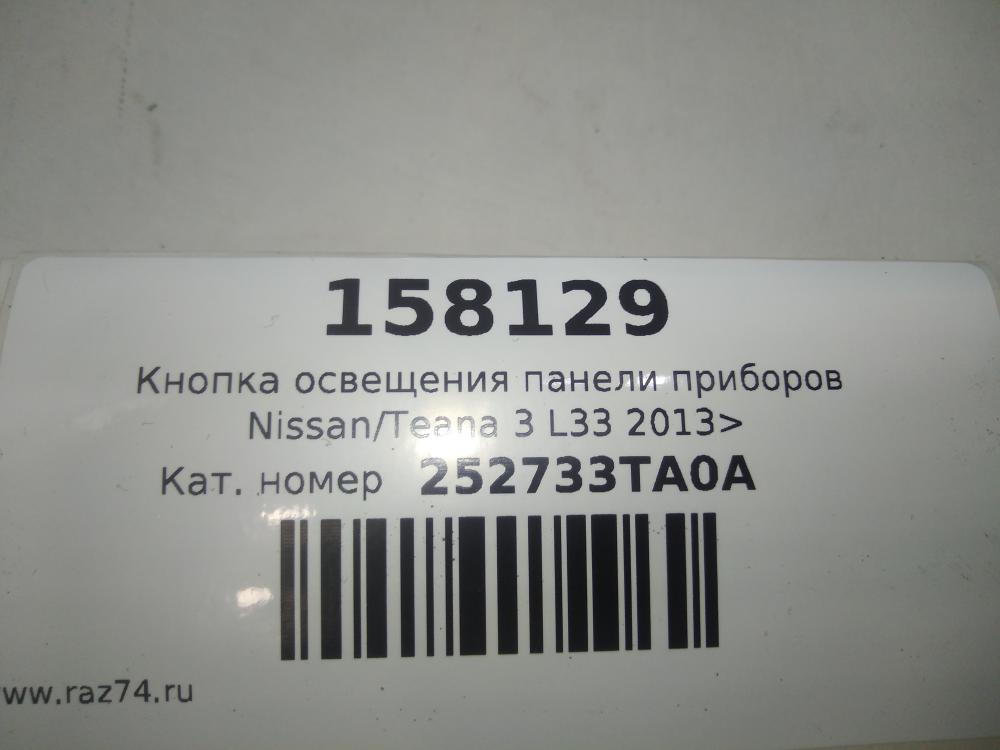 158129
Кнопка освещения панели приборов
Nissan/Teana 3 L33 2013>
Кат. номер 252733TA0A
www.raz74.ru